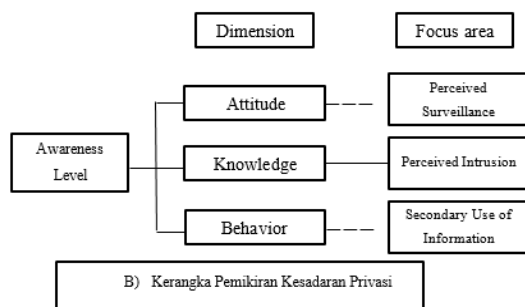 Dimension
Focus area
Attitude
Perceived
Surveillance
Awareness
Level
Knowledge
Perceived Intrusion
Behavior
Secondary Use of
Information
B) Kerangka Pemikiran Kesadaran Privasi